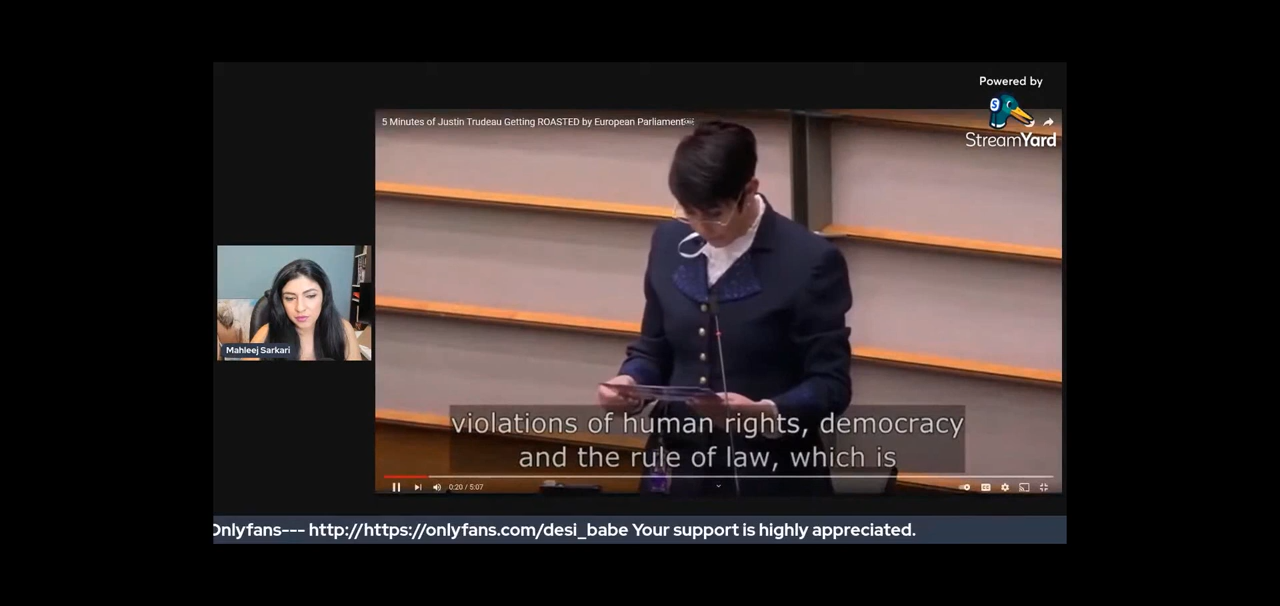 Powered by
StreamYard
5 Minutes of Justin Trudeau Getting ROASTED by European Parliament
Mahleej Sarkari
violations of human rights, democracy
and the rule of law, which is
0:20 / 5:07
Onlyfans--- http://https://onlyfans.com/desi_babe Your support is highly appreciated.